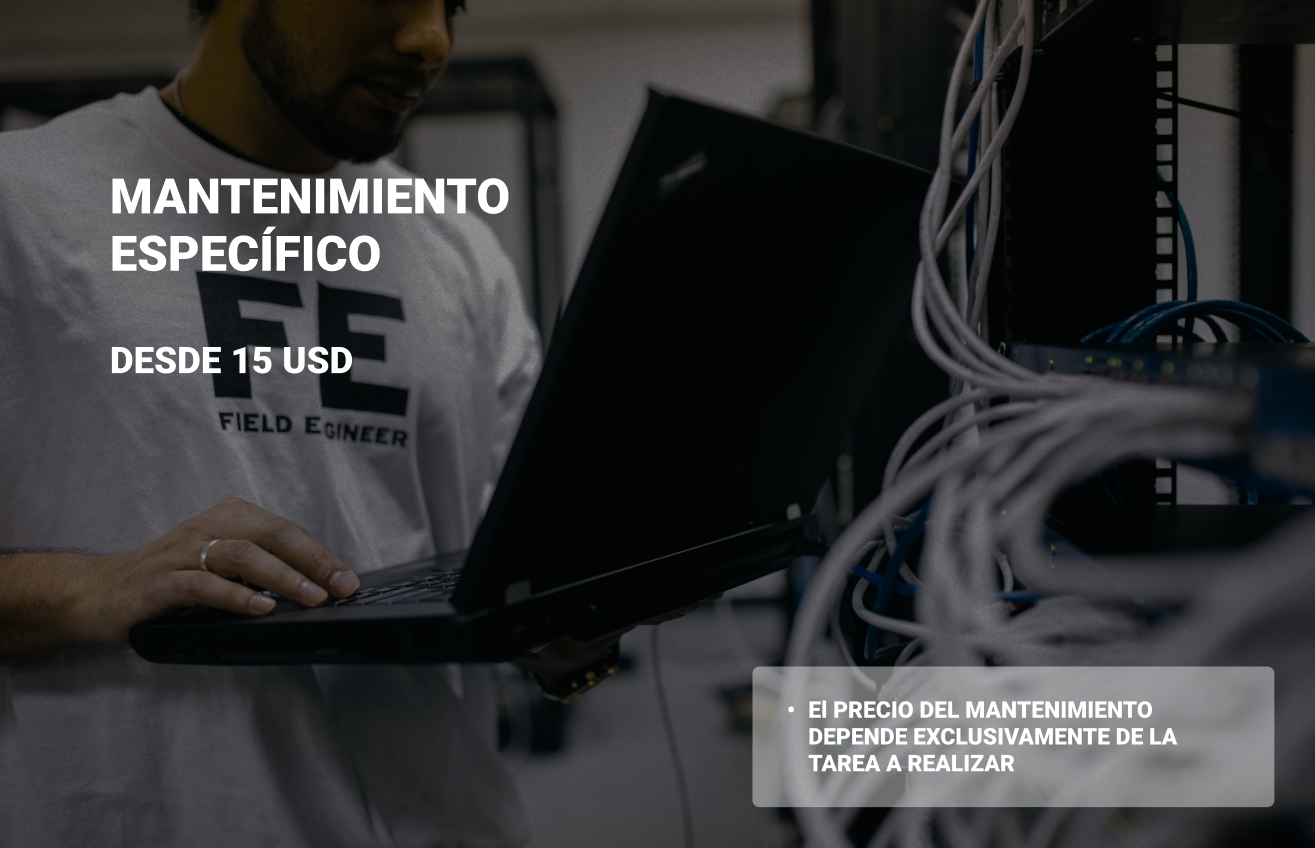 MANTENIMIENTO
ESPECÍFICO
DESDE 15 USD
FE
FIELD EGINEER
• El PRECIO DEL MANTENIMIENTO
DEPENDE EXCLUSIVAMENTE DE LA
TAREA A REALIZAR